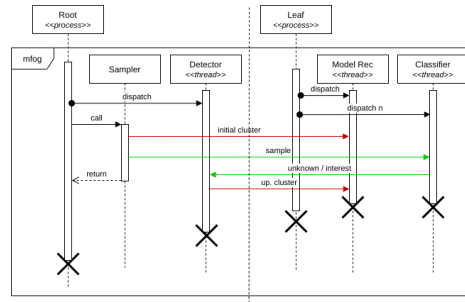 Root
<<process>>
Leaf
<<process>>
mfog
Sampler
Detector
<<thread>>
Model Rec
<<thread>>
Classifier
<<thread>>
dispatch
dispatch
call
dispatch n
initial cluster
sample
unknown / interest
return
up. cluster